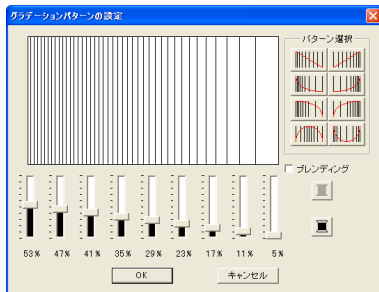 グラデーションパターンの設定
パターン選択
ブレンディング
53% 47% 41% 35% 29% 23% 17% 11% 5%
OK キャンセル